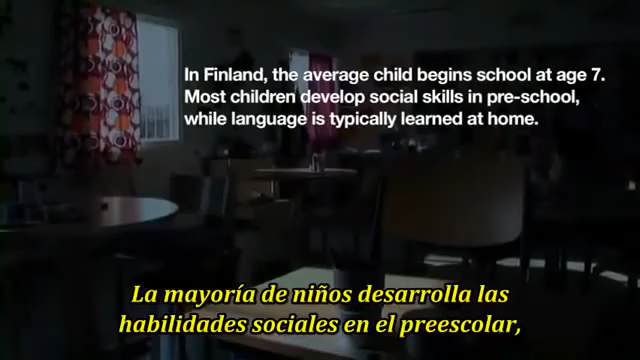 In Finland, the average child begins school at age 7.
Most children develop social skills in pre-school,
while language is typically learned at home.
La mayoría de niños desarrolla las
habilidades sociales en el preescolar,